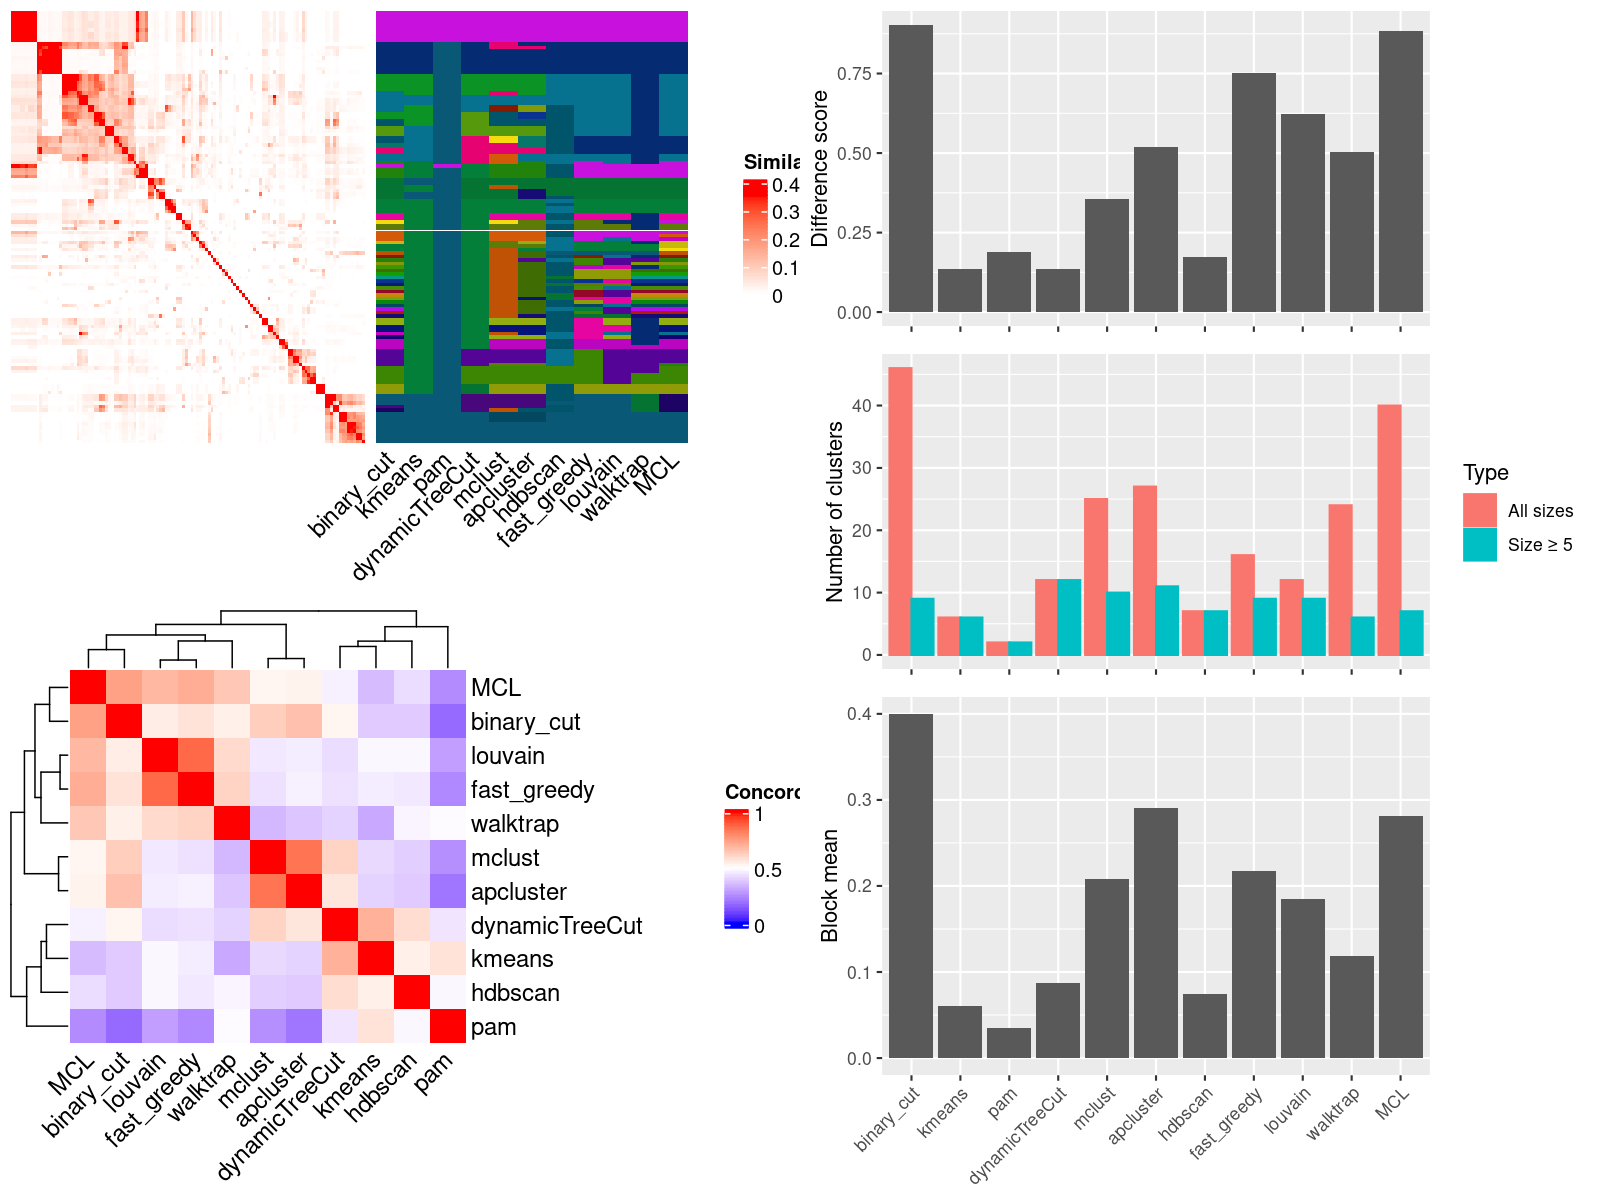 Simila
0.4
0.3
0.2
0.1
0
binary_cut
kmeans
pam
dynamicTreeCut
mclust
apcluster
hdbscan
fast_greedy
louvain
walktrap
MCL
MCL
binary_cut
louvain
fast_greedy
walktrap
mclust
apcluster
dynamicTreeCut
kmeans
hdbscan
pam
Concord
1
0.5
0
MCL
binary_cut
louvain
fast_greedy
walktrap
mclust
apcluster
dynamicTreeCut
kmeans
hdbscan
pam
Difference score
0.75
0.50
0.25
0.00
Number of clusters
40
30
20
10
0
Type
All sizes
Size ≥ 5
Block mean
0.4
0.3
0.2
0.1
0.0
binary_cut
kmeans
pam
dynamicTreeCut
mclust
apcluster
hdbscan
fast_greedy
louvain
walktrap
MCL